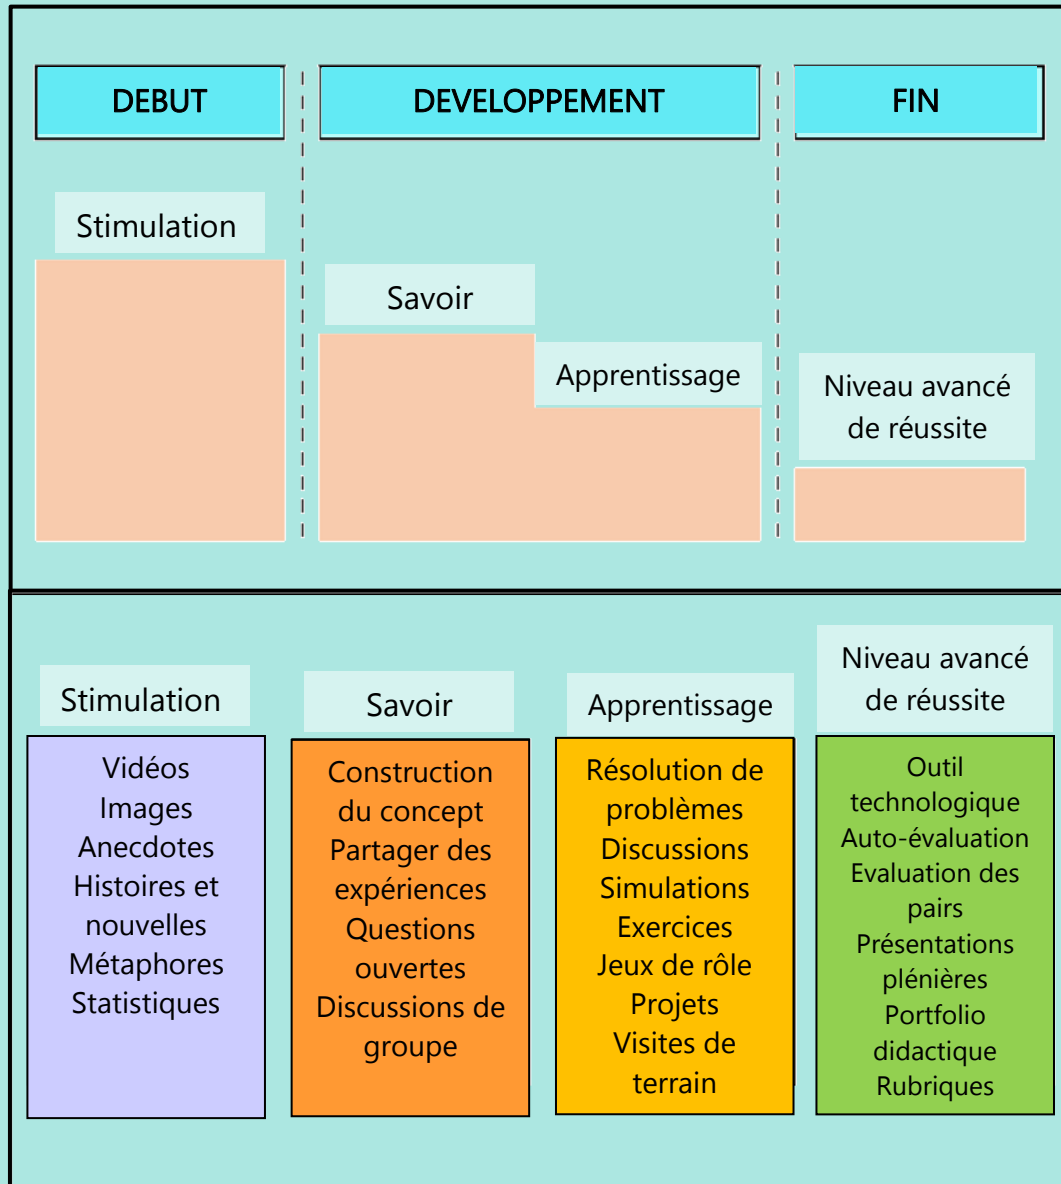 DEBUT
DEVELOPPEMENT
FIN
Stimulation
Savoir
Apprentissage
Niveau avancé
de réussite
Stimulation
Savoir
Apprentissage
Niveau avancé
de réussite
Vidéos
Images
Anecdotes
Histoires et
nouvelles
Métaphores
Statistiques
Construction
du concept
Partager des
expériences
Questions
ouvertes
Discussions de
groupe
Résolution de
problèmes
Discussions
Simulations
Exercices
Jeux de rôle
Projets
Visites de
terrain
Outil
technologique
Auto-évaluation
Evaluation des
pairs
Présentations
plénières
Portfolio
didactique
Rubriques